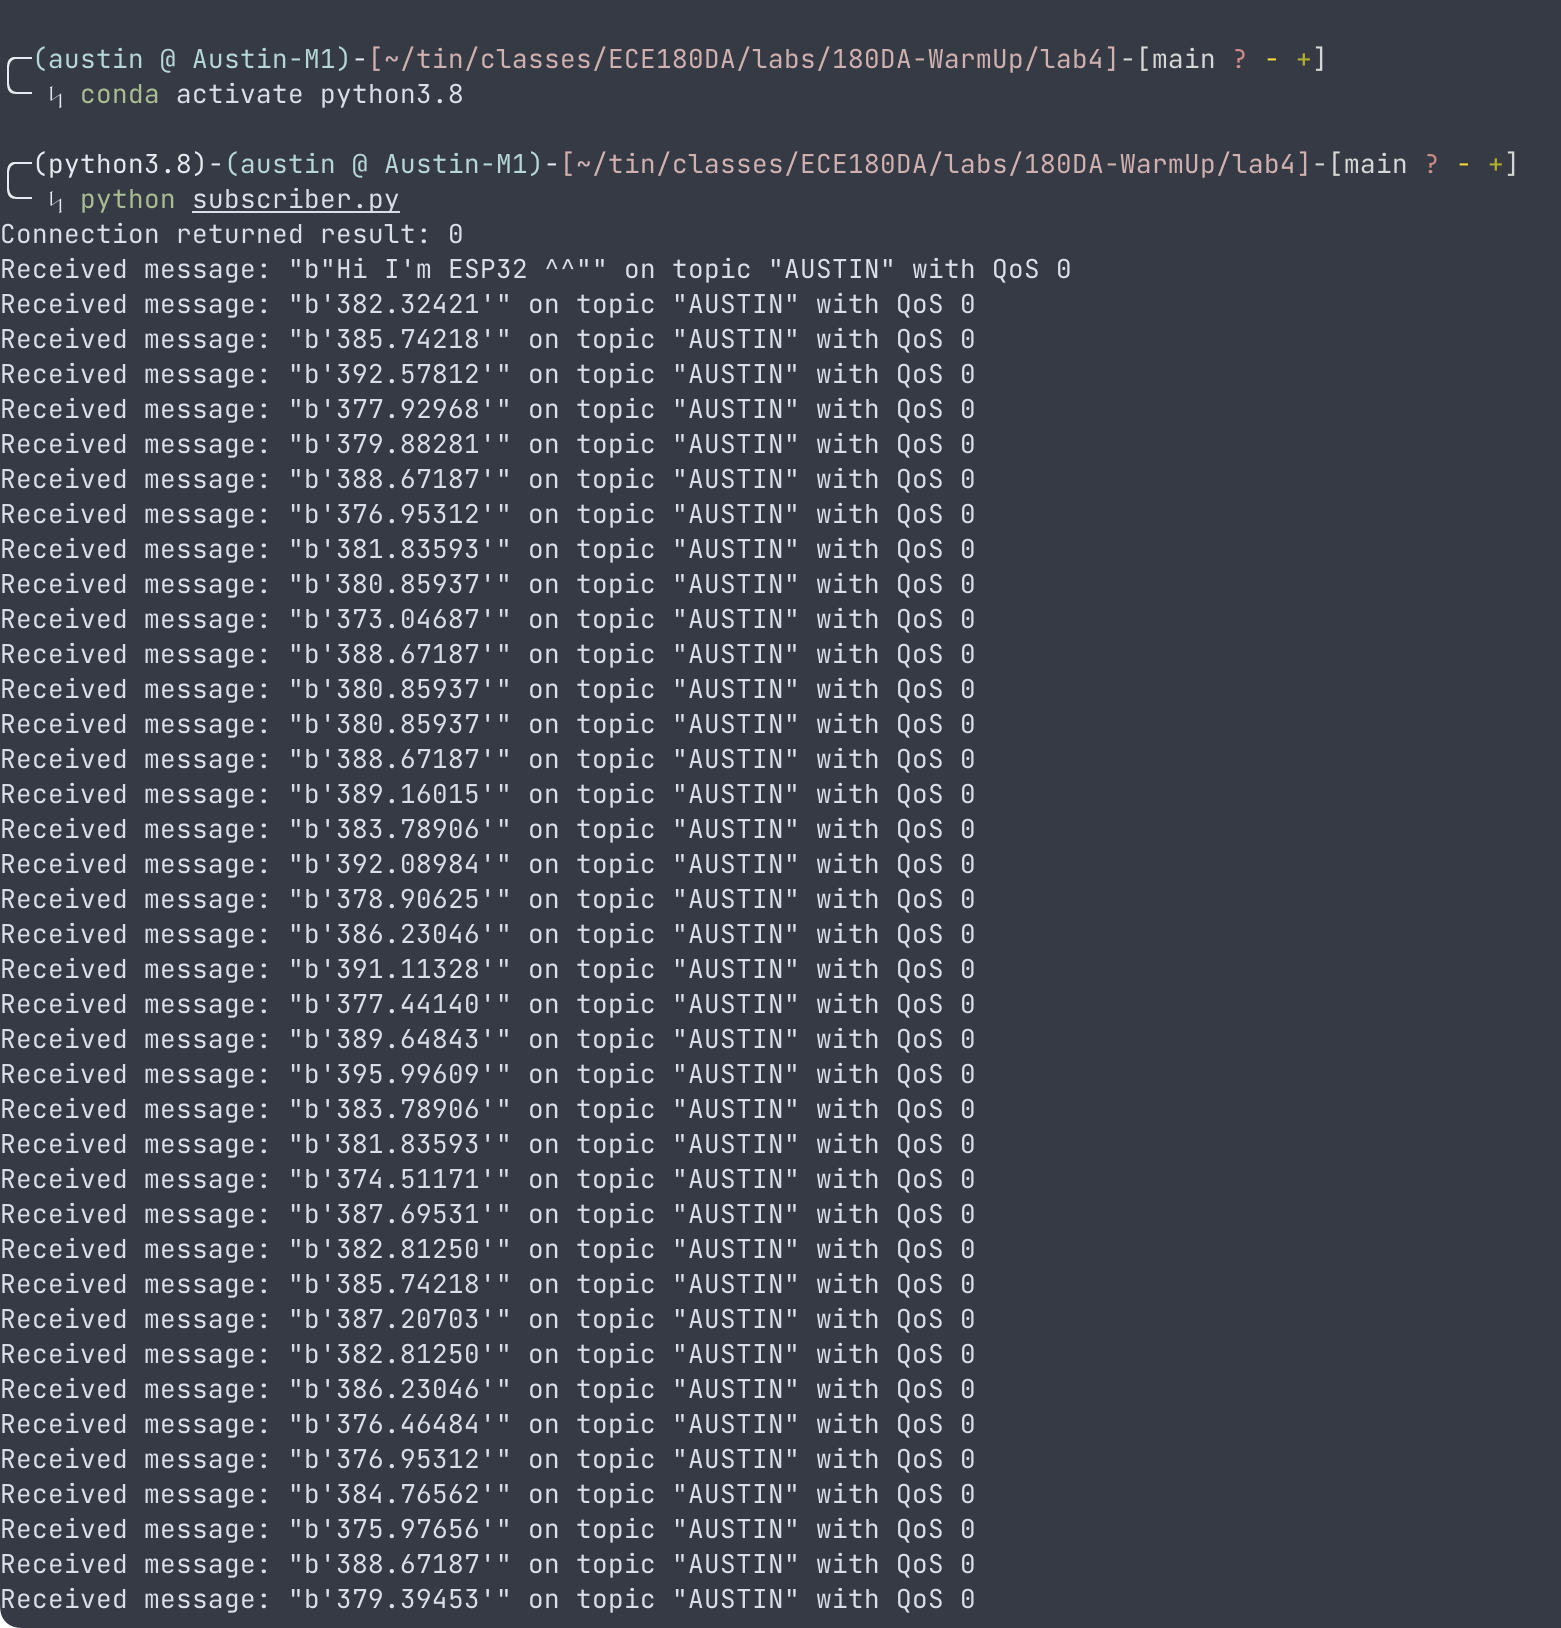 (austin @ Austin-M1)-[~/tin/classes/ECE180DA/labs/180DA-WarmUp/lab4]-[main ? - +]
conda activate python3.8
(python3.8)-(austin @ Austin-M1)-[~/tin/classes/ECE180DA/labs/180DA-WarmUp/lab4]-[main ? - +]
python subscriber.py
Connection returned result: 0
Received message: "b"Hi I'm ESP32 ^^"" on topic "AUSTIN" with QoS 0
Received message: "b'382.32421'" on topic "AUSTIN" with QoS 0
Received message: "b'385.74218'" on topic "AUSTIN" with QoS 0
Received message: "b'392.57812'" on topic "AUSTIN" with QoS 0
Received message: "b'377.92968'" on topic "AUSTIN" with QoS 0
Received message: "b'379.88281'" on topic "AUSTIN" with QoS 0
Received message: "b'388.67187'" on topic "AUSTIN" with QoS 0
Received message: "b'376.95312'" on topic "AUSTIN" with QoS 0
Received message: "b'381.83593'" on topic "AUSTIN" with QoS 0
Received message: "b'380.85937'" on topic "AUSTIN" with QoS 0
Received message: "b'373.04687'" on topic "AUSTIN" with QoS 0
Received message: "b'388.67187'" on topic "AUSTIN" with QoS 0
Received message: "b'380.85937'" on topic "AUSTIN" with QoS 0
Received message: "b'380.85937'" on topic "AUSTIN" with QoS 0
Received message: "b'388.67187'" on topic "AUSTIN" with QoS 0
Received message: "b'389.16015'" on topic "AUSTIN" with QoS 0
Received message: "b'383.78906'" on topic "AUSTIN" with QoS 0
Received message: "b'392.08984'" on topic "AUSTIN" with QoS 0
Received message: "b'378.90625'" on topic "AUSTIN" with QoS 0
Received message: "b'386.23046'" on topic "AUSTIN" with QoS 0
Received message: "b'391.11328'" on topic "AUSTIN" with QoS 0
Received message: "b'377.44140'" on topic "AUSTIN" with QoS 0
Received message: "b'389.64843'" on topic "AUSTIN" with QoS 0
Received message: "b'395.99609'" on topic "AUSTIN" with QoS 0
Received message: "b'383.78906'" on topic "AUSTIN" with QoS 0
Received message: "b'381.83593'" on topic "AUSTIN" with QoS 0
Received message: "b'374.51171'" on topic "AUSTIN" with QoS 0
Received message: "b'387.69531'" on topic "AUSTIN" with QoS 0
Received message: "b'382.81250'" on topic "AUSTIN" with QoS 0
Received message: "b'385.74218'" on topic "AUSTIN" with QoS 0
Received message: "b'387.20703'" on topic "AUSTIN" with QoS 0
Received message: "b'382.81250'" on topic "AUSTIN" with QoS 0
Received message: "b'386.23046'" on topic "AUSTIN" with QoS 0
Received message: "b'376.46484'" on topic "AUSTIN" with QoS 0
Received message: "b'376.95312'" on topic "AUSTIN" with QoS 0
Received message: "b'384.76562'" on topic "AUSTIN" with QoS 0
Received message: "b'375.97656'" on topic "AUSTIN" with QoS 0
Received message: "b'388.67187'" on topic "AUSTIN" with QoS 0
Received message: "b'379.39453'" on topic "AUSTIN" with QoS 0